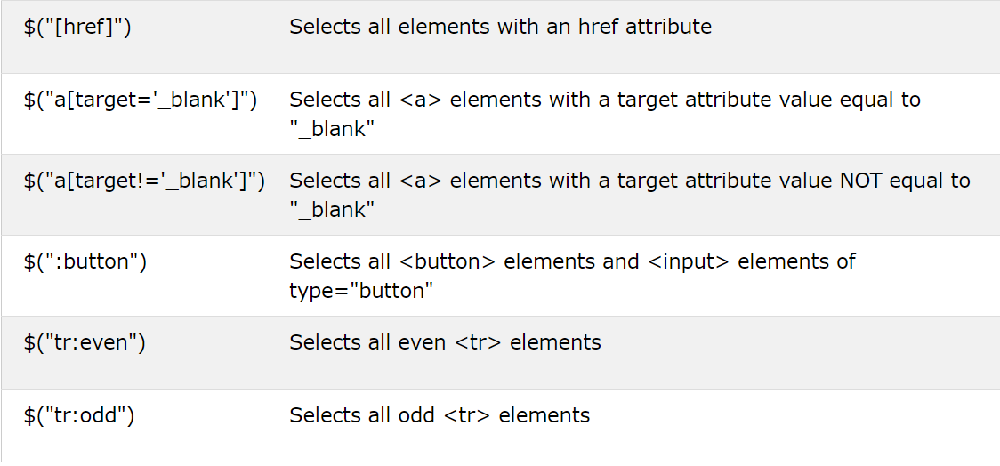 $("[href]") Selects all elements with an href attribute
$("a[target='_blank']") Selects all <a> elements with a target attribute value equal to
"_blank"
$("a[target!='_blank']") Selects all <a> elements with a target attribute value NOT equal to
"_blank"
$(":button") Selects all <button> elements and <input> elements of
type="button"
$("tr:even") Selects all even <tr> elements
$("tr:odd") Selects all odd <tr> elements